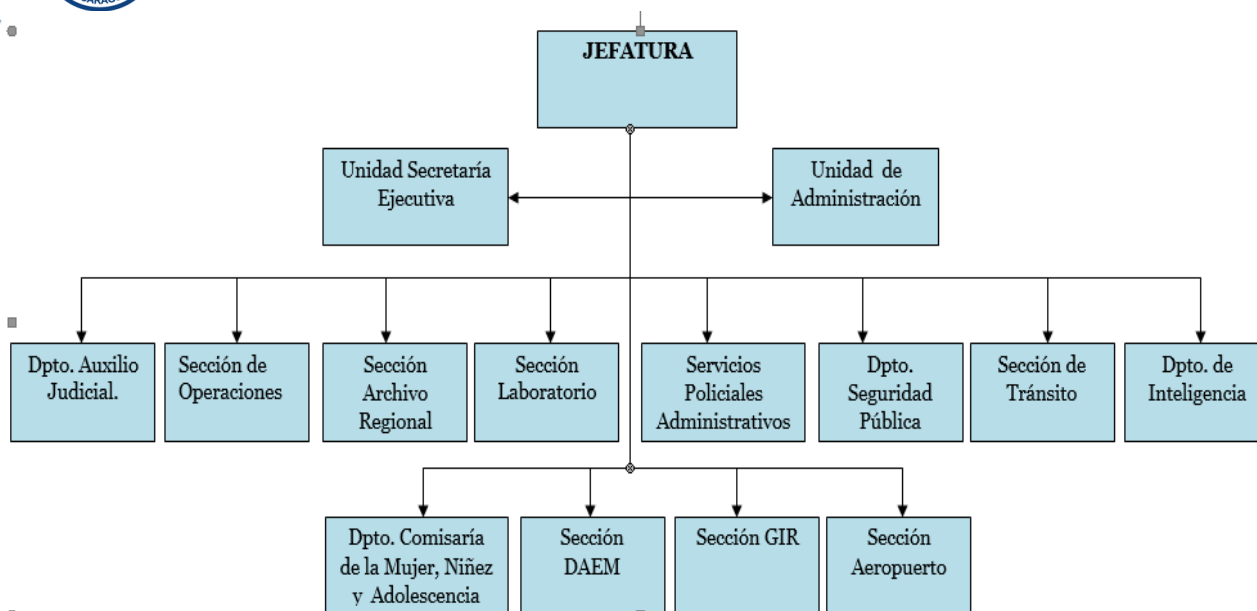 JEFATURA
Unidad Secretaría
Ejecutiva
Unidad de
Administración
Dpto. Auxilio
Judicial.
Sección de
Operaciones
Sección
Archivo
Regional
Sección
Laboratorio
Servicios
Policiales
Administrativos
Dpto.
Seguridad
Pública
Sección de
Tránsito
Dpto. de
Inteligencia
Dpto. Comisaría
de la Mujer, Niñez
y Adolescencia
Sección
DAEM
Sección GIR
Sección
Aeropuerto